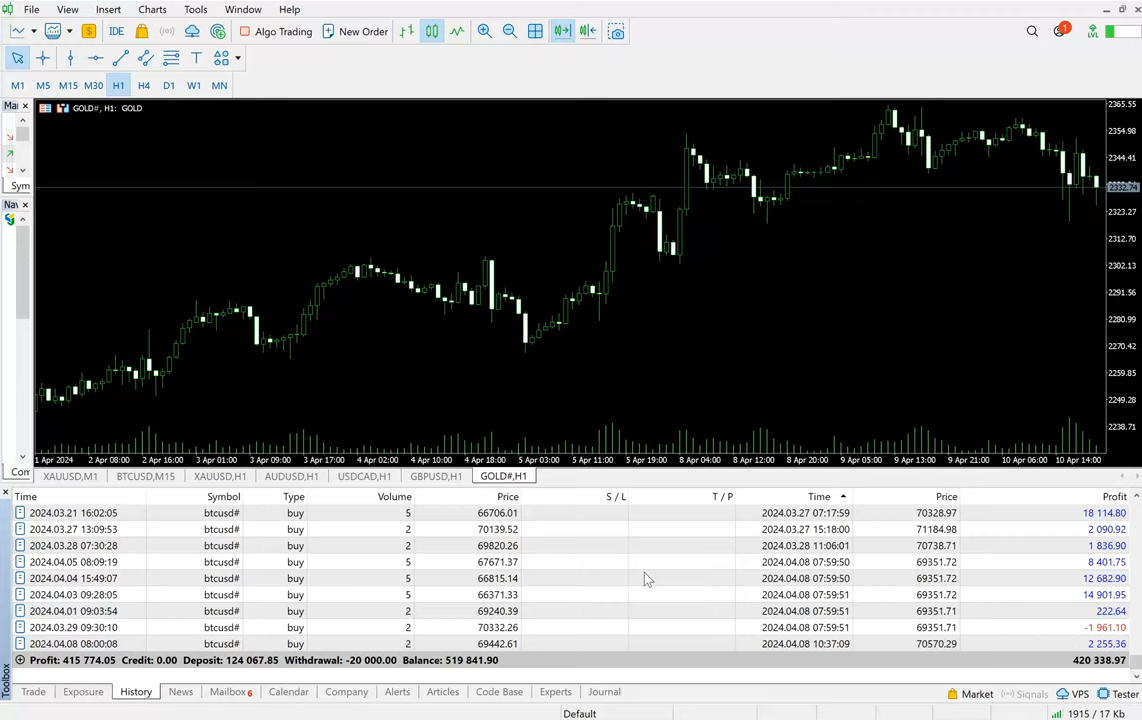 File View Insert Charts Tools Window Help
IDE Algo Trading New Order 1 LVL
M1 M5 M15 M30 H1 H4 D1 W1 MN
Mar
GOLD#, H1: GOLD
Sym
Nav
Com
2365.55
2354.98
2344.41
2332.74
2323.27
2312.70
2302.13
2291.56
2280.99
2270.42
2259.85
2249.28
2238.71
1 Apr 2024 2 Apr 08:00 2 Apr 16:00 3 Apr 01:00 3 Apr 09:00 3 Apr 17:00 4 Apr 02:00 4 Apr 10:00 4 Apr 18:00 5 Apr 03:00 5 Apr 11:00 5 Apr 19:00 8 Apr 04:00 8 Apr 12:00 8 Apr 20:00 9 Apr 05:00 9 Apr 13:00 9 Apr 21:00 10 Apr 06:00 10 Apr 14:00
XAUUSD,M1 BTCUSD,M15 XAUUSD,H1 AUDUSD,H1 USDCAD,H1 GBPUSD,H1 GOLD#,H1
Time Symbol Type Volume Price S / L T / P Time Price Profit
2024.03.21 16:02:05 btcusd# buy 5 66706.01 2024.03.27 07:17:59 70328.97 18 114.80
2024.03.27 13:09:53 btcusd# buy 2 70139.52 2024.03.27 15:18:00 71184.98 2 090.92
2024.03.28 07:30:28 btcusd# buy 2 69820.26 2024.03.28 11:06:01 70738.71 1 836.90
2024.04.05 08:09:19 btcusd# buy 5 67671.37 2024.04.08 07:59:50 69351.72 8 401.75
2024.04.04 15:49:07 btcusd# buy 5 66815.14 2024.04.08 07:59:50 69351.72 12 682.90
2024.04.03 09:28:05 btcusd# buy 5 66371.33 2024.04.08 07:59:51 69351.72 14 901.95
2024.04.01 09:03:54 btcusd# buy 2 69240.39 2024.04.08 07:59:51 69351.71 222.64
2024.03.29 09:30:10 btcusd# buy 2 70332.26 2024.04.08 07:59:51 69351.71 -1 961.10
2024.04.08 08:00:08 btcusd# buy 2 69442.61 2024.04.08 10:37:09 70570.29 2 255.36
Profit: 415 774.05 Credit: 0.00 Deposit: 124 067.85 Withdrawal: -20 000.00 Balance: 519 841.90 420 338.97
Toolbox
Trade Exposure History News Mailbox 6 Calendar Company Alerts Articles Code Base Experts Journal Market Signals VPS Tester
Default 1915 / 17 Kb